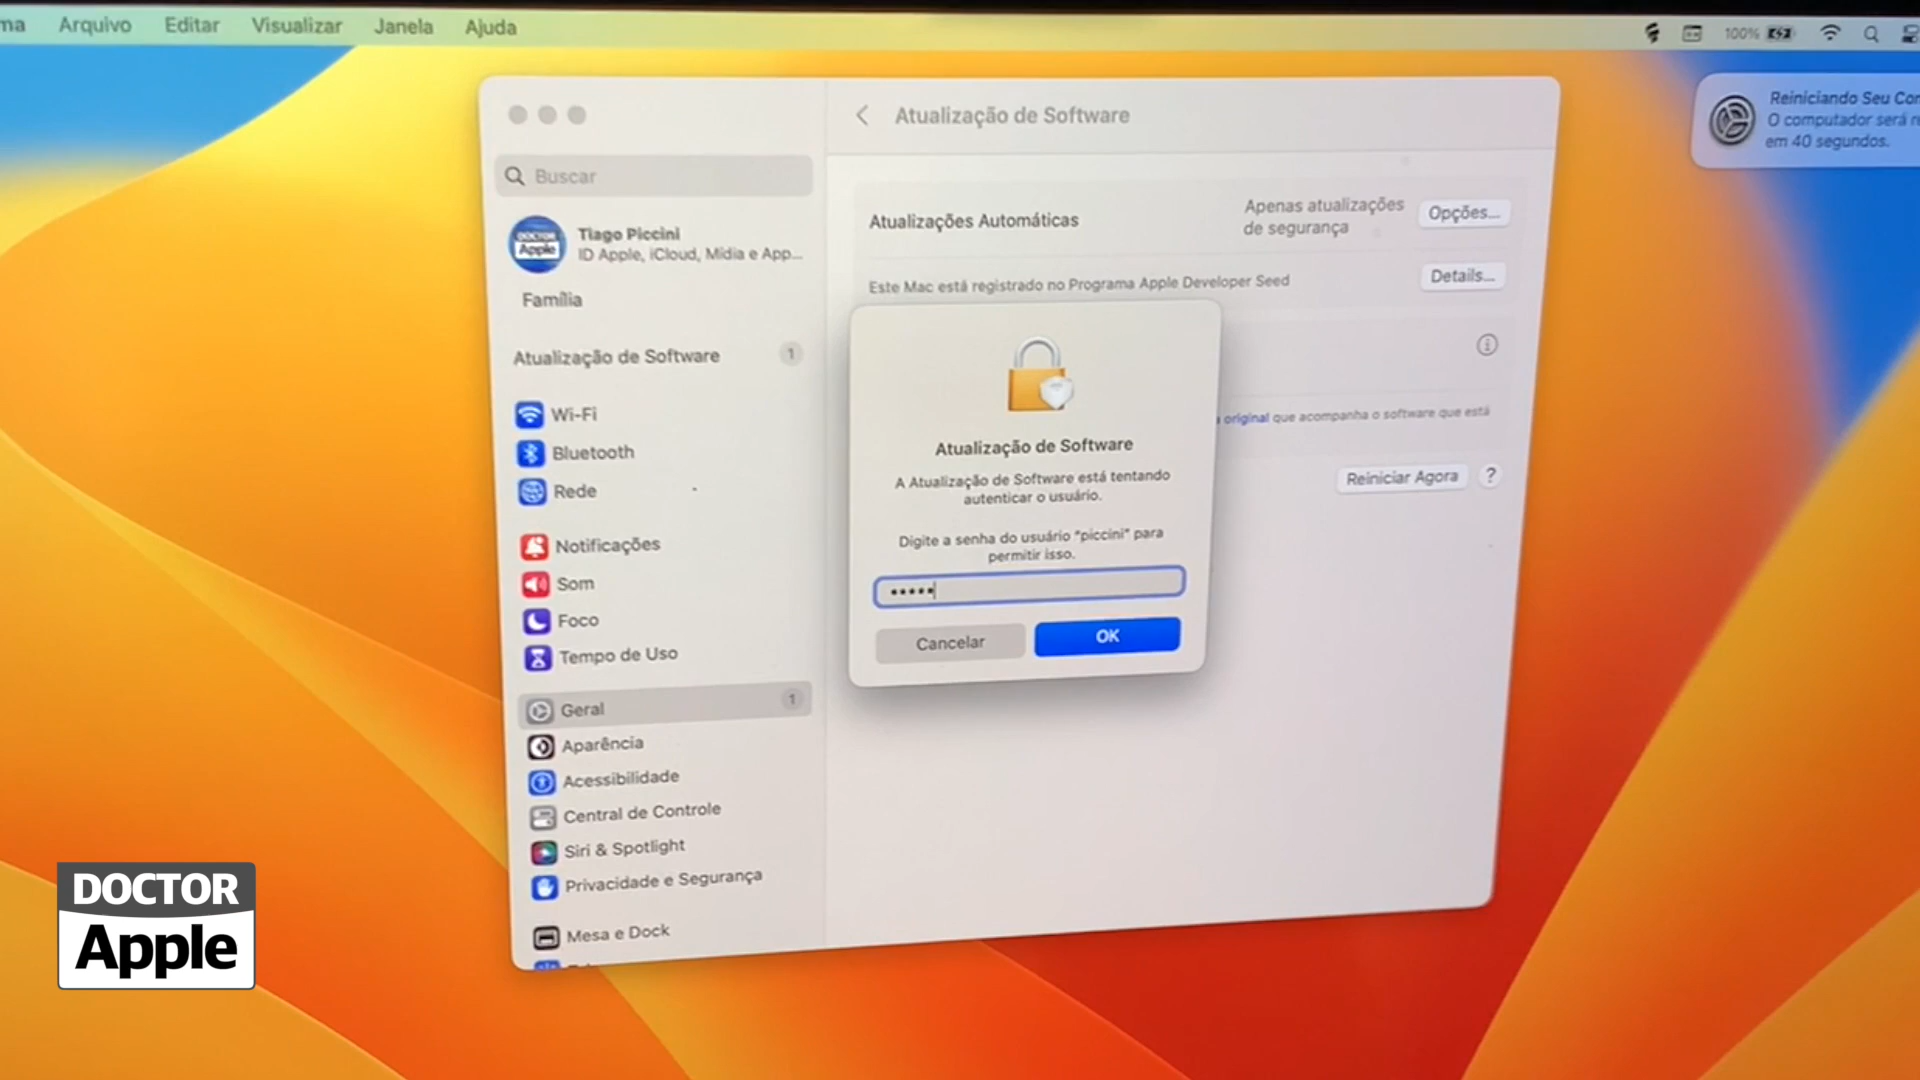 Arquivo Editar Visualizar Janela Ajuda
100%
Reiniciando Seu
O computador será
em 40 segundos.
Atualização de Software
Buscar
Tiago Piccini
ID Apple, iCloud, Mídia e App...
Família
Atualização de Software 1
Wi-Fi
Bluetooth
Rede
Notificações
Som
Foco
Tempo de Uso
Geral 1
Aparência
Acessibilidade
Central de Controle
Siri & Spotlight
Privacidade e Segurança
Mesa e Dock
Atualizações Automáticas
Apenas atualizações
de segurança
Opções...
Este Mac está registrado no Programa Apple Developer Seed
Details...
original que acompanha o software que está
Reiniciar Agora ?
Atualização de Software
A Atualização de Software está tentando
autenticar o usuário.
Digite a senha do usuário "piccini" para
permitir isso.
•••••
Cancelar OK
DOCTOR
Apple
DOCTOR
Apple